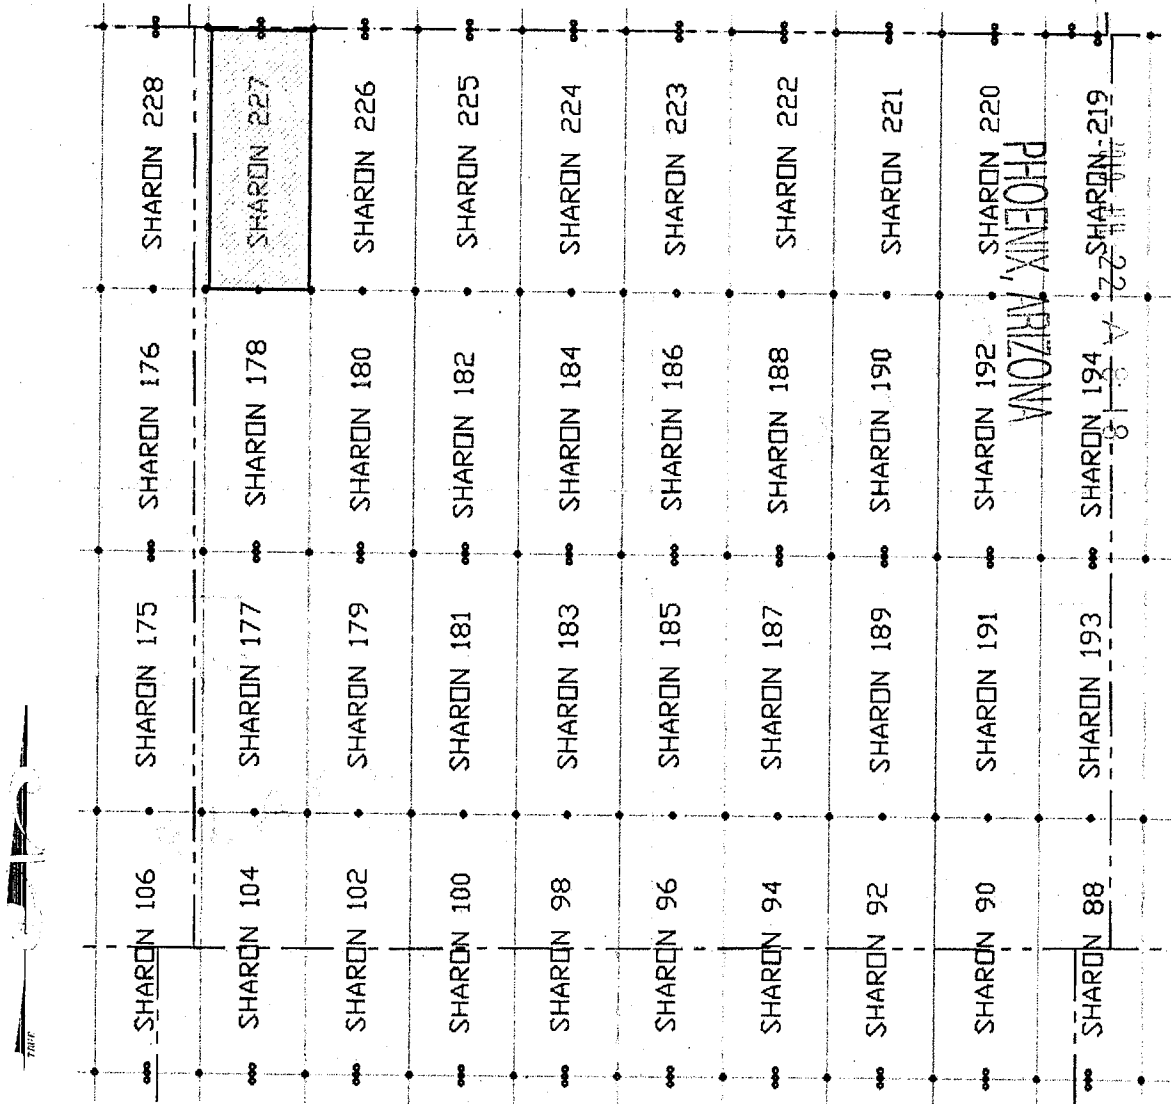 SHARON 228
SHARON 227
SHARON 226
SHARON 225
SHARON 224
SHARON 223
SHARON 222
SHARON 221
SHARON 220
SHARON 219
PHOENIX, ARIZONA
22 A 8:18
SHARON 176
SHARON 178
SHARON 180
SHARON 182
SHARON 184
SHARON 186
SHARON 188
SHARON 190
SHARON 192
SHARON 194
SHARON 175
SHARON 177
SHARON 179
SHARON 181
SHARON 183
SHARON 185
SHARON 187
SHARON 189
SHARON 191
SHARON 193
SHARON 106
SHARON 104
SHARON 102
SHARON 100
SHARON 98
SHARON 96
SHARON 94
SHARON 92
SHARON 90
SHARON 88